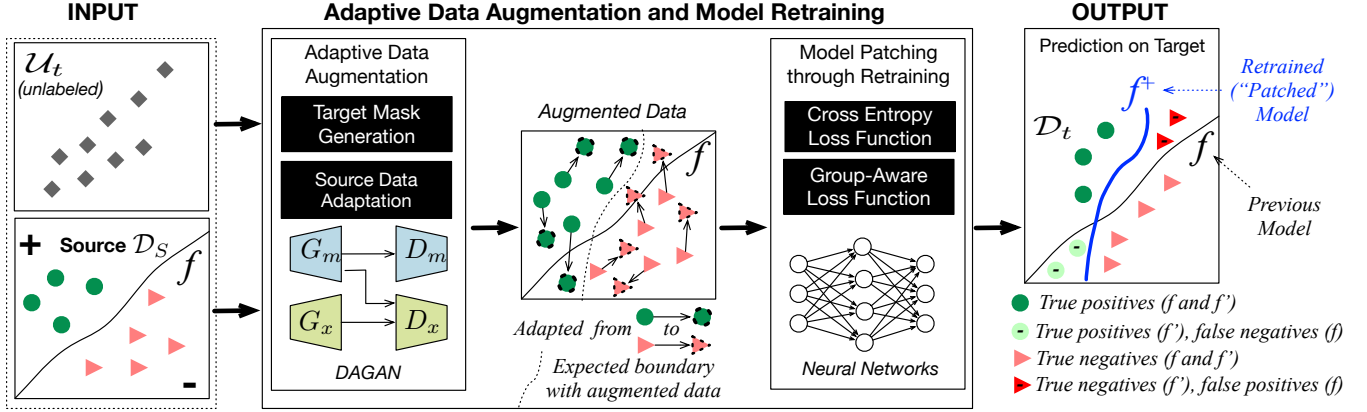 INPUT
Adaptive Data Augmentation and Model Retraining
OUTPUT
𝒰t
(unlabeled)
+
Source 𝒟S
f
-
Adaptive Data
Augmentation
Target Mask
Generation
Source Data
Adaptation
Gm
Dm
Gx
Dx
DAGAN
Augmented Data
f
Adapted from
to
Expected boundary
with augmented data
Model Patching
through Retraining
Cross Entropy
Loss Function
Group-Aware
Loss Function
Neural Networks
Prediction on Target
𝒟t
f+
f
-
-
-
-
Retrained
("Patched")
Model
Previous
Model
True positives (f and f')
- True positives (f'), false negatives (f)
True negatives (f and f')
- True negatives (f'), false positives (f)